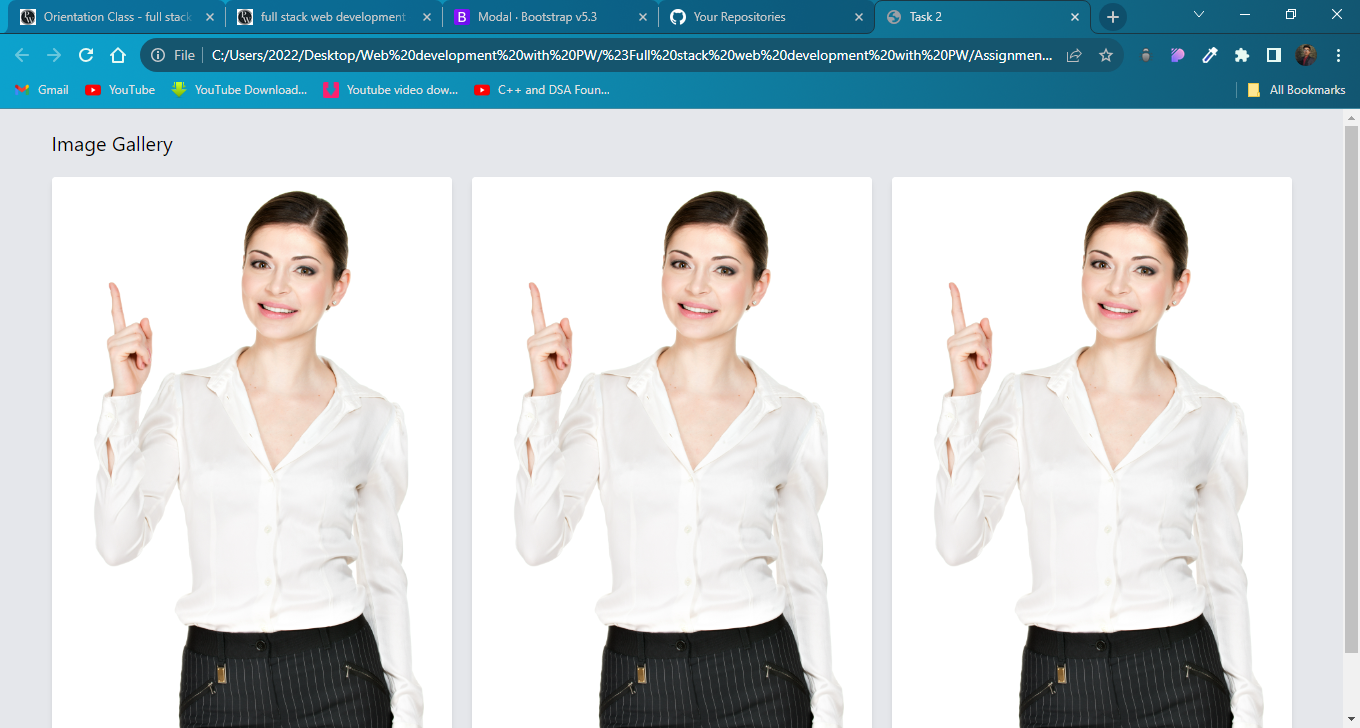 Orientation Class - full stack
full stack web development
B Modal · Bootstrap v5.3
Your Repositories
Task 2
File C:/Users/2022/Desktop/Web%20development%20with%20PW/%23Full%20stack%20web%20development%20with%20PW/Assignmen...
Gmail
YouTube
YouTube Download...
Youtube video dow...
C++ and DSA Foun...
All Bookmarks
Image Gallery